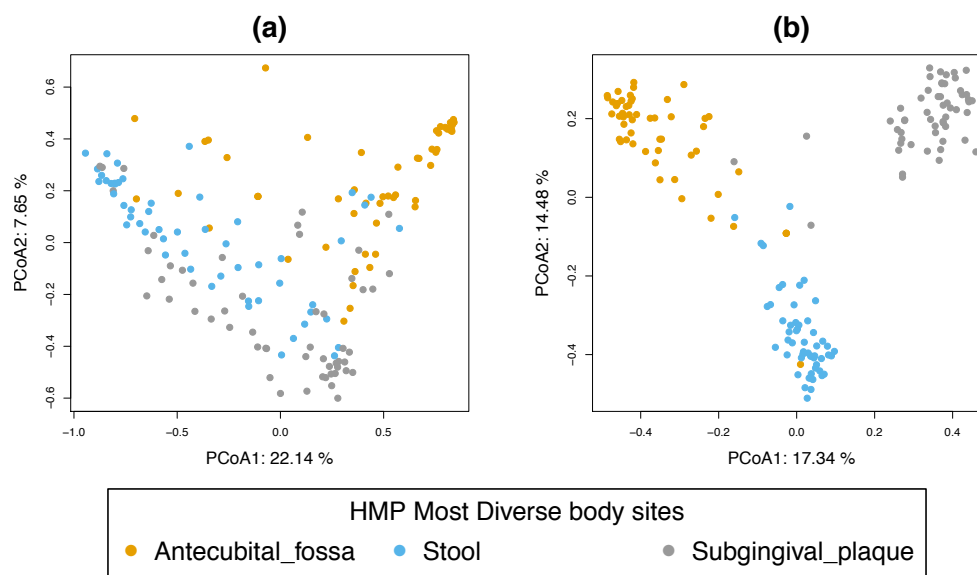 (a)
(b)
PCoA2: 7.65 %
0.6
0.4
0.2
0.0
−0.2
−0.4
−0.6
−1.0
−0.5
0.0
0.5
PCoA1: 22.14 %
PCoA2: 14.48 %
0.2
0.0
−0.2
−0.4
−0.4
−0.2
0.0
0.2
0.4
PCoA1: 17.34 %
HMP Most Diverse body sites
Antecubital_fossa
Stool
Subgingival_plaque